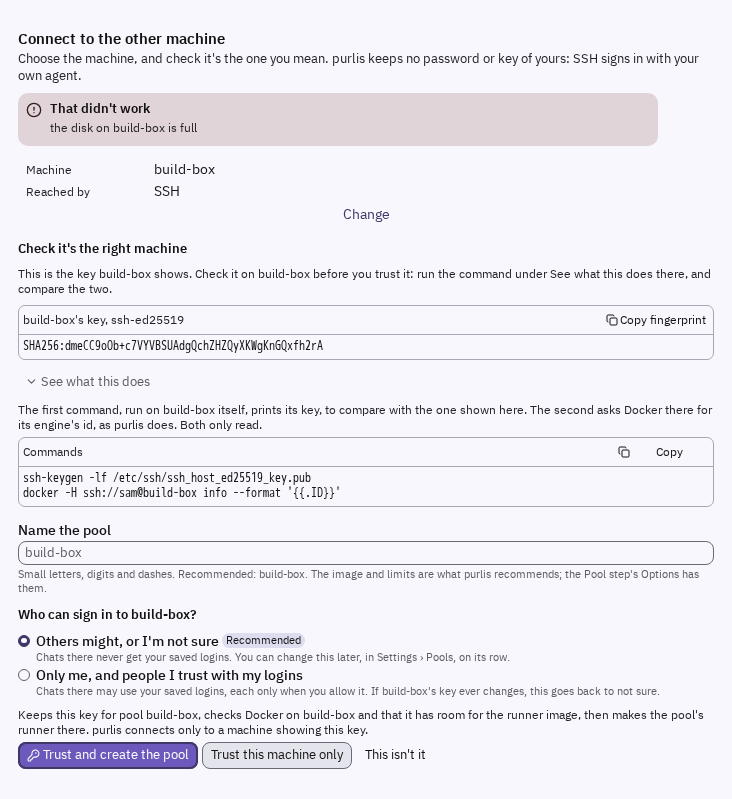 Connect to the other machine
Choose the machine, and check it's the one you mean. purlis keeps no password or key of yours: SSH signs in with your
own agent.
That didn't work
the disk on build-box is full
Machine build-box
Reached by SSH
Change
Check it's the right machine
This is the key build-box shows. Check it on build-box before you trust it: run the command under See what this does there, and
compare the two.
build-box's key, ssh-ed25519 Copy fingerprint
SHA256:dmeCC9oOb+c7VYVBSUAdgQchZHZQyXKWgKnGQxfh2rA
See what this does
The first command, run on build-box itself, prints its key, to compare with the one shown here. The second asks Docker there for
its engine's id, as purlis does. Both only read.
Commands Copy
ssh-keygen -lf /etc/ssh/ssh_host_ed25519_key.pub
docker -H ssh://sam@build-box info --format '{{.ID}}'
Name the pool
build-box
Small letters, digits and dashes. Recommended: build-box. The image and limits are what purlis recommends; the Pool step's Options has
them.
Who can sign in to build-box?
Others might, or I'm not sure Recommended
Chats there never get your saved logins. You can change this later, in Settings › Pools, on its row.
Only me, and people I trust with my logins
Chats there may use your saved logins, each only when you allow it. If build-box's key ever changes, this goes back to not sure.
Keeps this key for pool build-box, checks Docker on build-box and that it has room for the runner image, then makes the pool's
runner there. purlis connects only to a machine showing this key.
Trust and create the pool Trust this machine only This isn't it